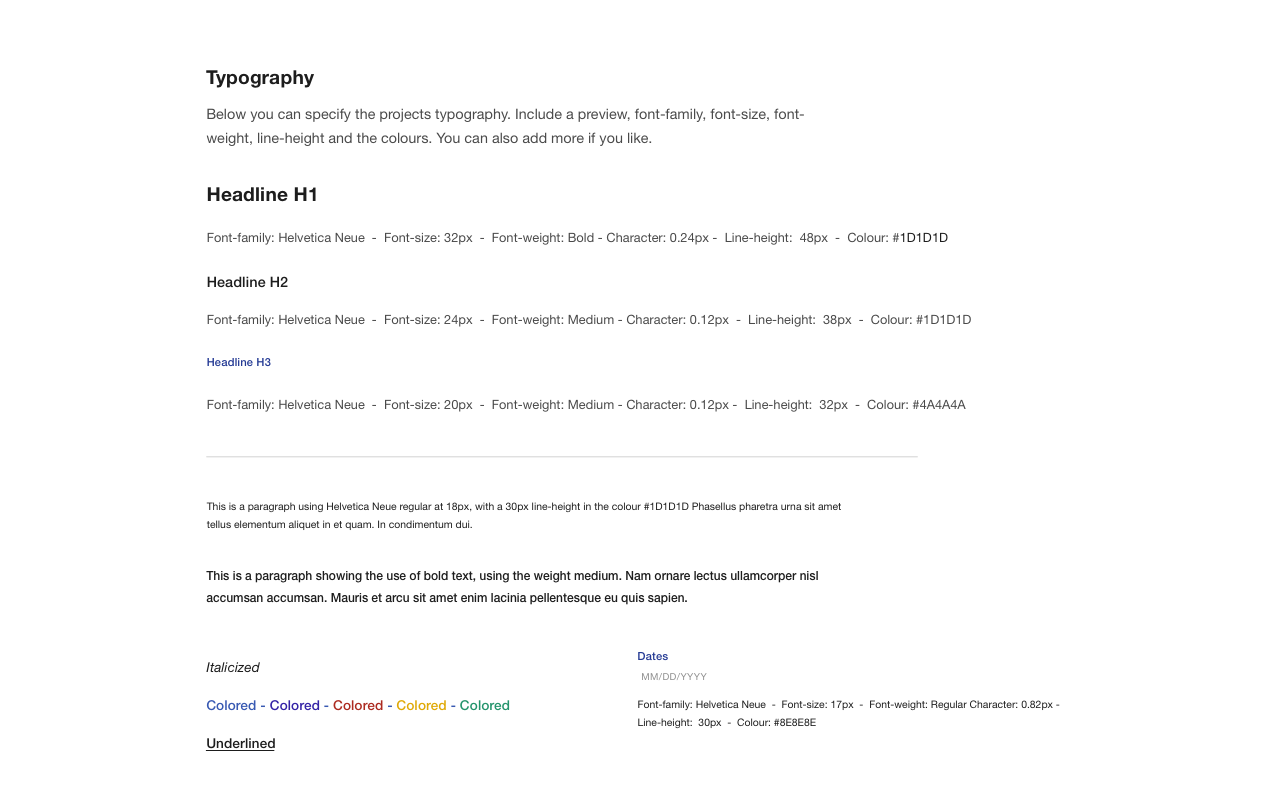 Typography
Below you can specify the projects typography. Include a preview, font-family, font-size, font-
weight, line-height and the colours. You can also add more if you like.
Headline H1
Font-family: Helvetica Neue  -  Font-size: 32px  -  Font-weight: Bold - Character: 0.24px -  Line-height:  48px  -  Colour: #1D1D1D
Headline H2
Font-family: Helvetica Neue  -  Font-size: 24px  -  Font-weight: Medium - Character: 0.12px  -  Line-height:  38px  -  Colour: #1D1D1D
Headline H3
Font-family: Helvetica Neue  -  Font-size: 20px  -  Font-weight: Medium - Character: 0.12px -  Line-height:  32px  -  Colour: #4A4A4A
This is a paragraph using Helvetica Neue regular at 18px, with a 30px line-height in the colour #1D1D1D Phasellus pharetra urna sit amet
tellus elementum aliquet in et quam. In condimentum dui.
This is a paragraph showing the use of bold text, using the weight medium. Nam ornare lectus ullamcorper nisl
accumsan accumsan. Mauris et arcu sit amet enim lacinia pellentesque eu quis sapien.
Italicized
Colored - Colored - Colored - Colored - Colored
Underlined
Dates
MM/DD/YYYY
Font-family: Helvetica Neue  -  Font-size: 17px  -  Font-weight: Regular Character: 0.82px -
Line-height:  30px  -  Colour: #8E8E8E